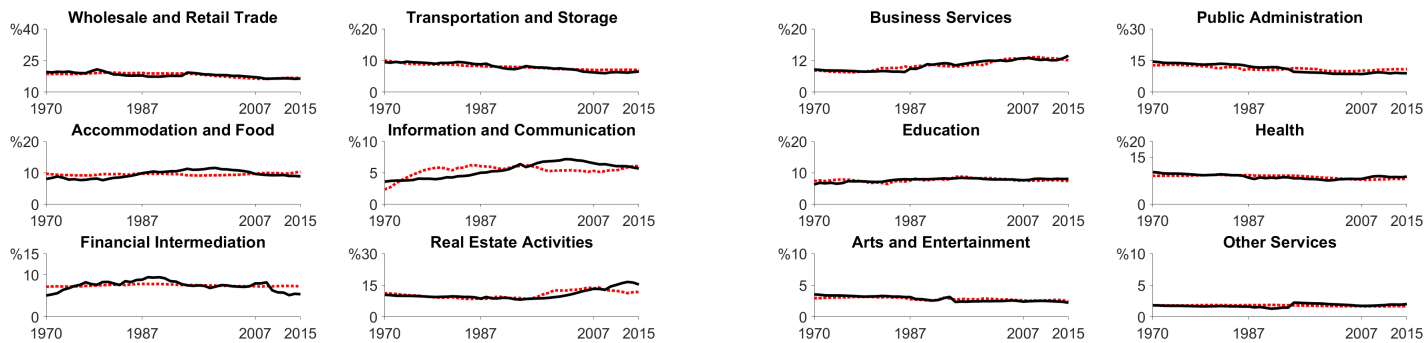 Wholesale and Retail Trade
%40
25
10
1970 1987 2007 2015
Transportation and Storage
%20
10
0
1970 1987 2007 2015
Business Services
%20
12
0
1970 1987 2007 2015
Public Administration
%30
15
0
1970 1987 2007 2015
Accommodation and Food
%20
10
0
1970 1987 2007 2015
Information and Communication
%10
5
0
1970 1987 2007 2015
Education
%20
10
0
1970 1987 2007 2015
Health
%20
15
0
1970 1987 2007 2015
Financial Intermediation
%15
10
0
1970 1987 2007 2015
Real Estate Activities
%30
15
0
1970 1987 2007 2015
Arts and Entertainment
%10
5
0
1970 1987 2007 2015
Other Services
%10
5
0
1970 1987 2007 2015